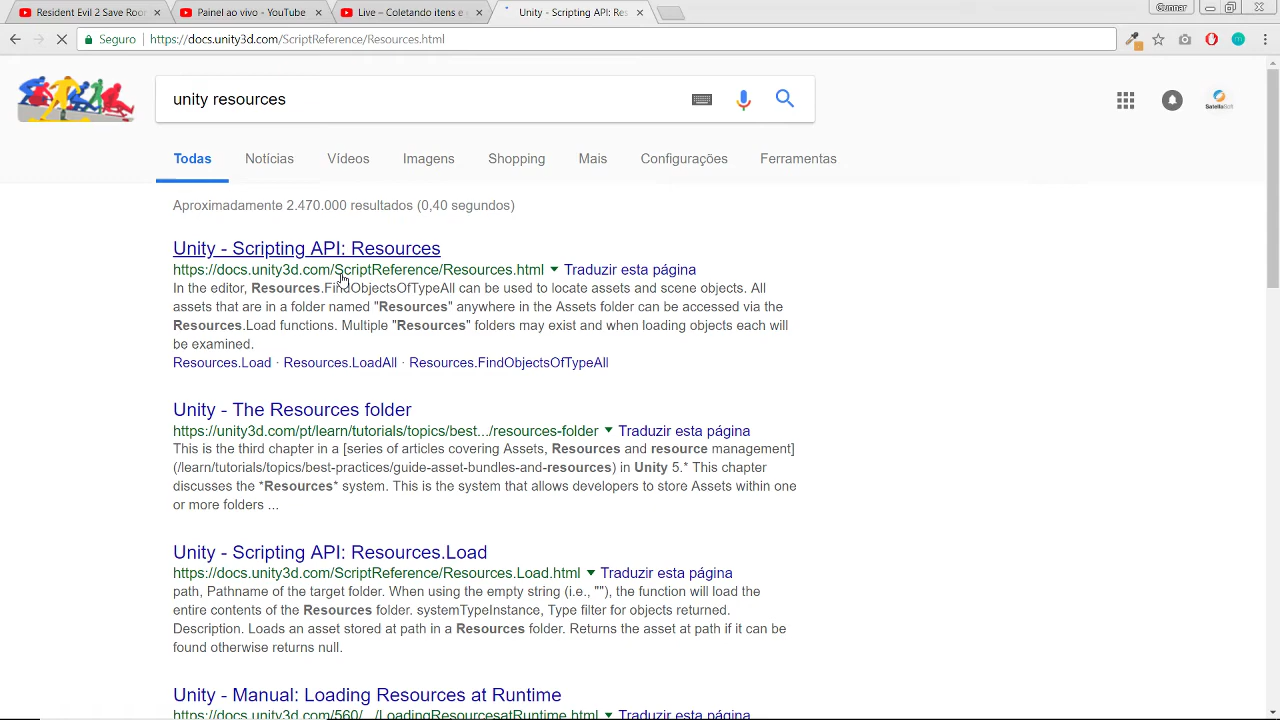 Resident Evil 2 Save Roo
Painel ao vivo - YouTube
Live – Coletando itens e
Unity - Scripting API: Re
Gunner
Seguro
https://docs.unity3d.com/ScriptReference/Resources.html
unity resources
SatellaSoft
Todas Notícias Vídeos Imagens Shopping Mais Configurações Ferramentas
Aproximadamente 2.470.000 resultados (0,40 segundos)
Unity - Scripting API: Resources
https://docs.unity3d.com/ScriptReference/Resources.html Traduzir esta página
In the editor, Resources.FindObjectsOfTypeAll can be used to locate assets and scene objects. All
assets that are in a folder named "Resources" anywhere in the Assets folder can be accessed via the
Resources.Load functions. Multiple "Resources" folders may exist and when loading objects each will
be examined.
Resources.Load · Resources.LoadAll · Resources.FindObjectsOfTypeAll
Unity - The Resources folder
https://unity3d.com/pt/learn/tutorials/topics/best.../resources-folder Traduzir esta página
This is the third chapter in a [series of articles covering Assets, Resources and resource management]
(/learn/tutorials/topics/best-practices/guide-asset-bundles-and-resources) in Unity 5.* This chapter
discusses the *Resources* system. This is the system that allows developers to store Assets within one
or more folders ...
Unity - Scripting API: Resources.Load
https://docs.unity3d.com/ScriptReference/Resources.Load.html Traduzir esta página
path, Pathname of the target folder. When using the empty string (i.e., ""), the function will load the
entire contents of the Resources folder. systemTypeInstance, Type filter for objects returned.
Description. Loads an asset stored at path in a Resources folder. Returns the asset at path if it can be
found otherwise returns null.
Unity - Manual: Loading Resources at Runtime
https://docs.unity3d.com/560/.../LoadingResourcesatRuntime.html Traduzir esta página